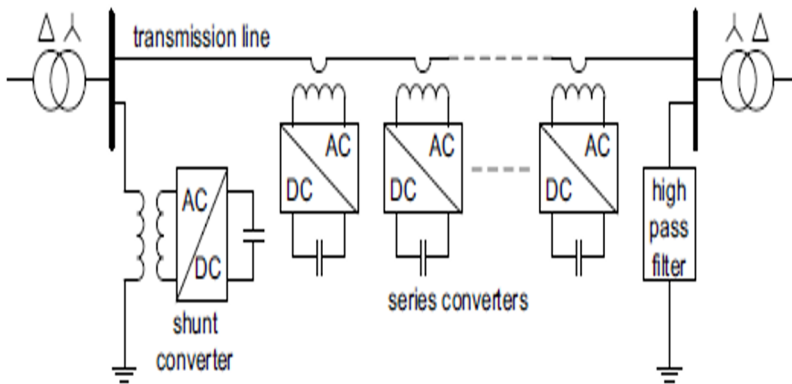 Δ
Y
transmission line
Y
Δ
AC
DC
AC
DC
AC
DC
AC
DC
high
pass
filter
series converters
shunt
converter